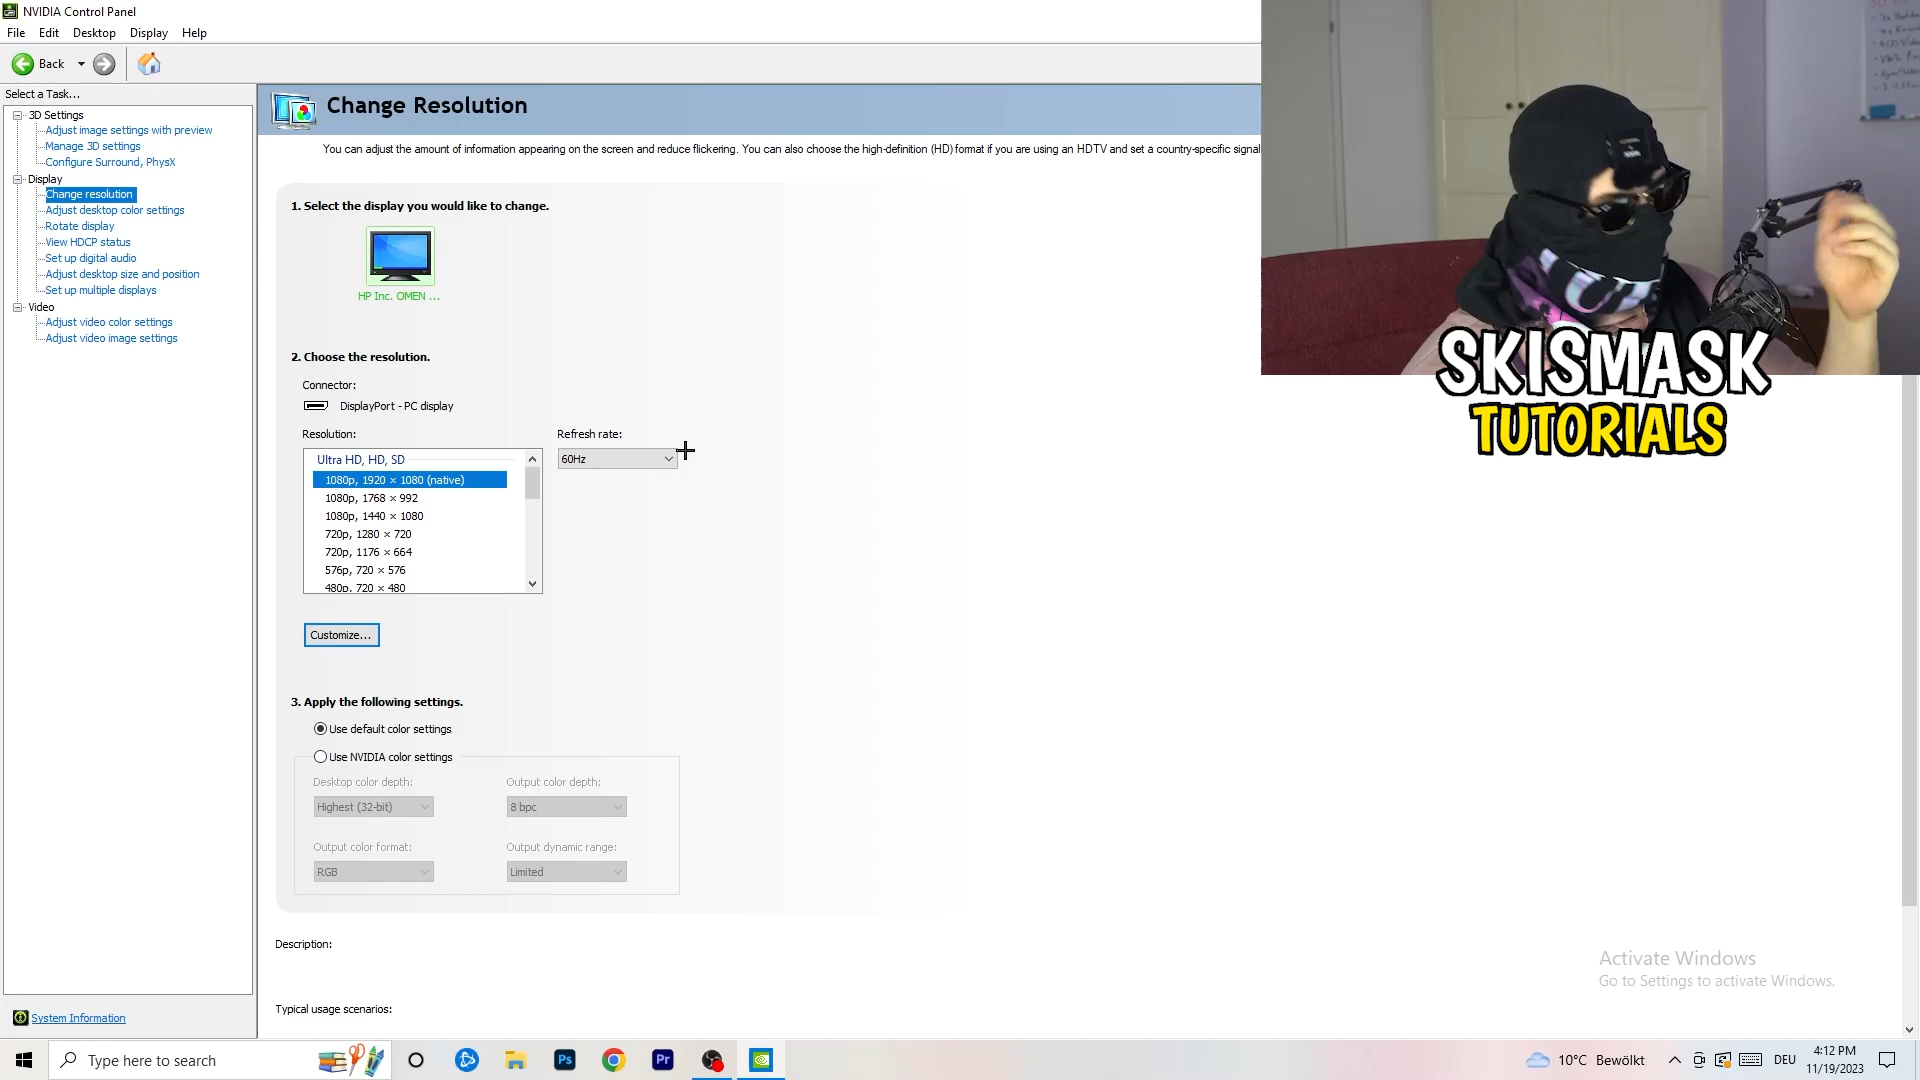 NVIDIA Control Panel
File Edit Desktop Display Help
Back
Select a Task...
3D Settings
Adjust image settings with preview
Manage 3D settings
Configure Surround, PhysX
Display
Change resolution
Adjust desktop color settings
Rotate display
View HDCP status
Set up digital audio
Adjust desktop size and position
Set up multiple displays
Video
Adjust video color settings
Adjust video image settings
System Information
Change Resolution
You can adjust the amount of information appearing on the screen and reduce flickering. You can also choose the high-definition (HD) format if you are using an HDTV and set a country-specific signal
1. Select the display you would like to change.
HP Inc. OMEN ...
2. Choose the resolution.
Connector:
DisplayPort - PC display
Resolution:
Refresh rate:
Ultra HD, HD, SD
60Hz
1080p, 1920 × 1080 (native)
1080p, 1768 × 992
1080p, 1440 × 1080
720p, 1280 × 720
720p, 1176 × 664
576p, 720 × 576
480p, 720 × 480
Customize...
3. Apply the following settings.
Use default color settings
Use NVIDIA color settings
Desktop color depth:
Output color depth:
Highest (32-bit)
8 bpc
Output color format:
Output dynamic range:
RGB
Limited
Description:
Typical usage scenarios:
SKISMASK
TUTORIALS
Activate Windows
Go to Settings to activate Windows.
Type here to search
Ps
Pr
10°C Bewölkt
DEU
4:12 PM
11/19/2023